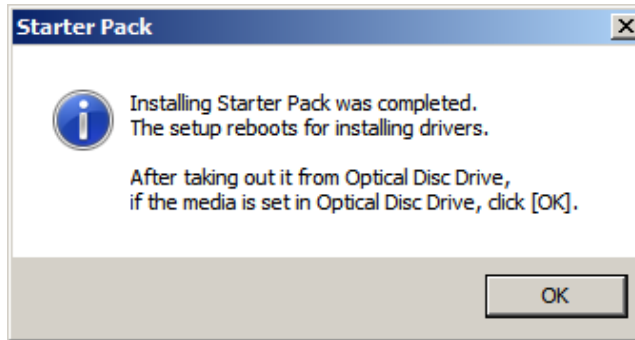 Starter Pack
Installing Starter Pack was completed.
The setup reboots for installing drivers.
After taking out it from Optical Disc Drive,
if the media is set in Optical Disc Drive, click [OK].
OK